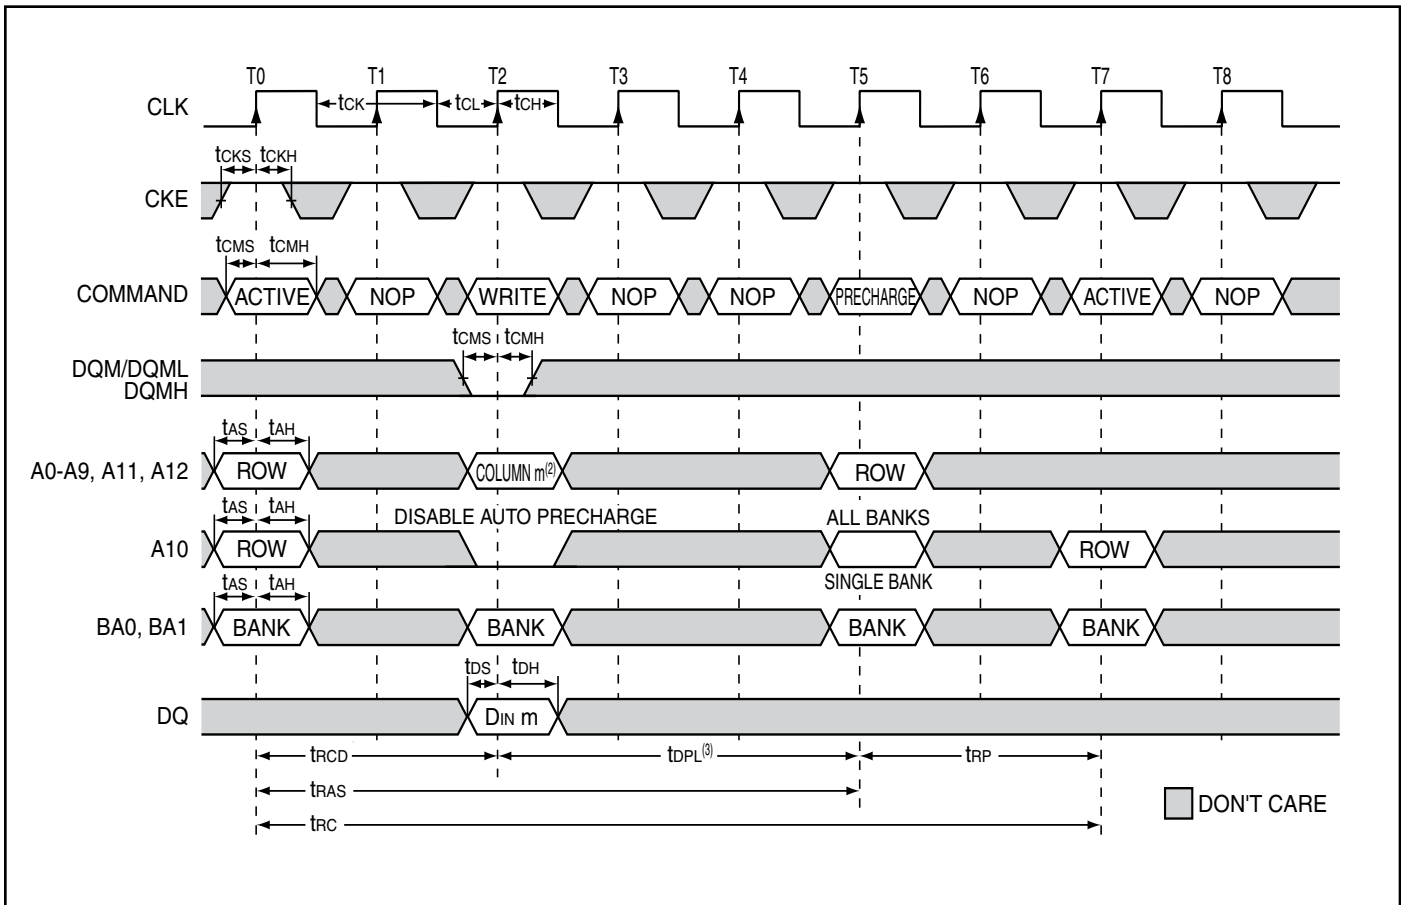 T0 T1 T2 T3 T4 T5 T6 T7 T8
CLK tCK tCL tCH
tCKS tCKH
CKE
tCMS tCMH
COMMAND ACTIVE NOP WRITE NOP NOP PRECHARGE NOP ACTIVE NOP
tCMS tCMH
DQM/DQML
DQMH
tAS tAH
A0-A9, A11, A12 ROW COLUMN m(2) ROW
tAS tAH DISABLE AUTO PRECHARGE ALL BANKS
A10 ROW ROW
tAS tAH SINGLE BANK
BA0, BA1 BANK BANK BANK BANK
tDS tDH
DQ DIN m
tRCD tDPL(3) tRP
tRAS
DON'T CARE
tRC